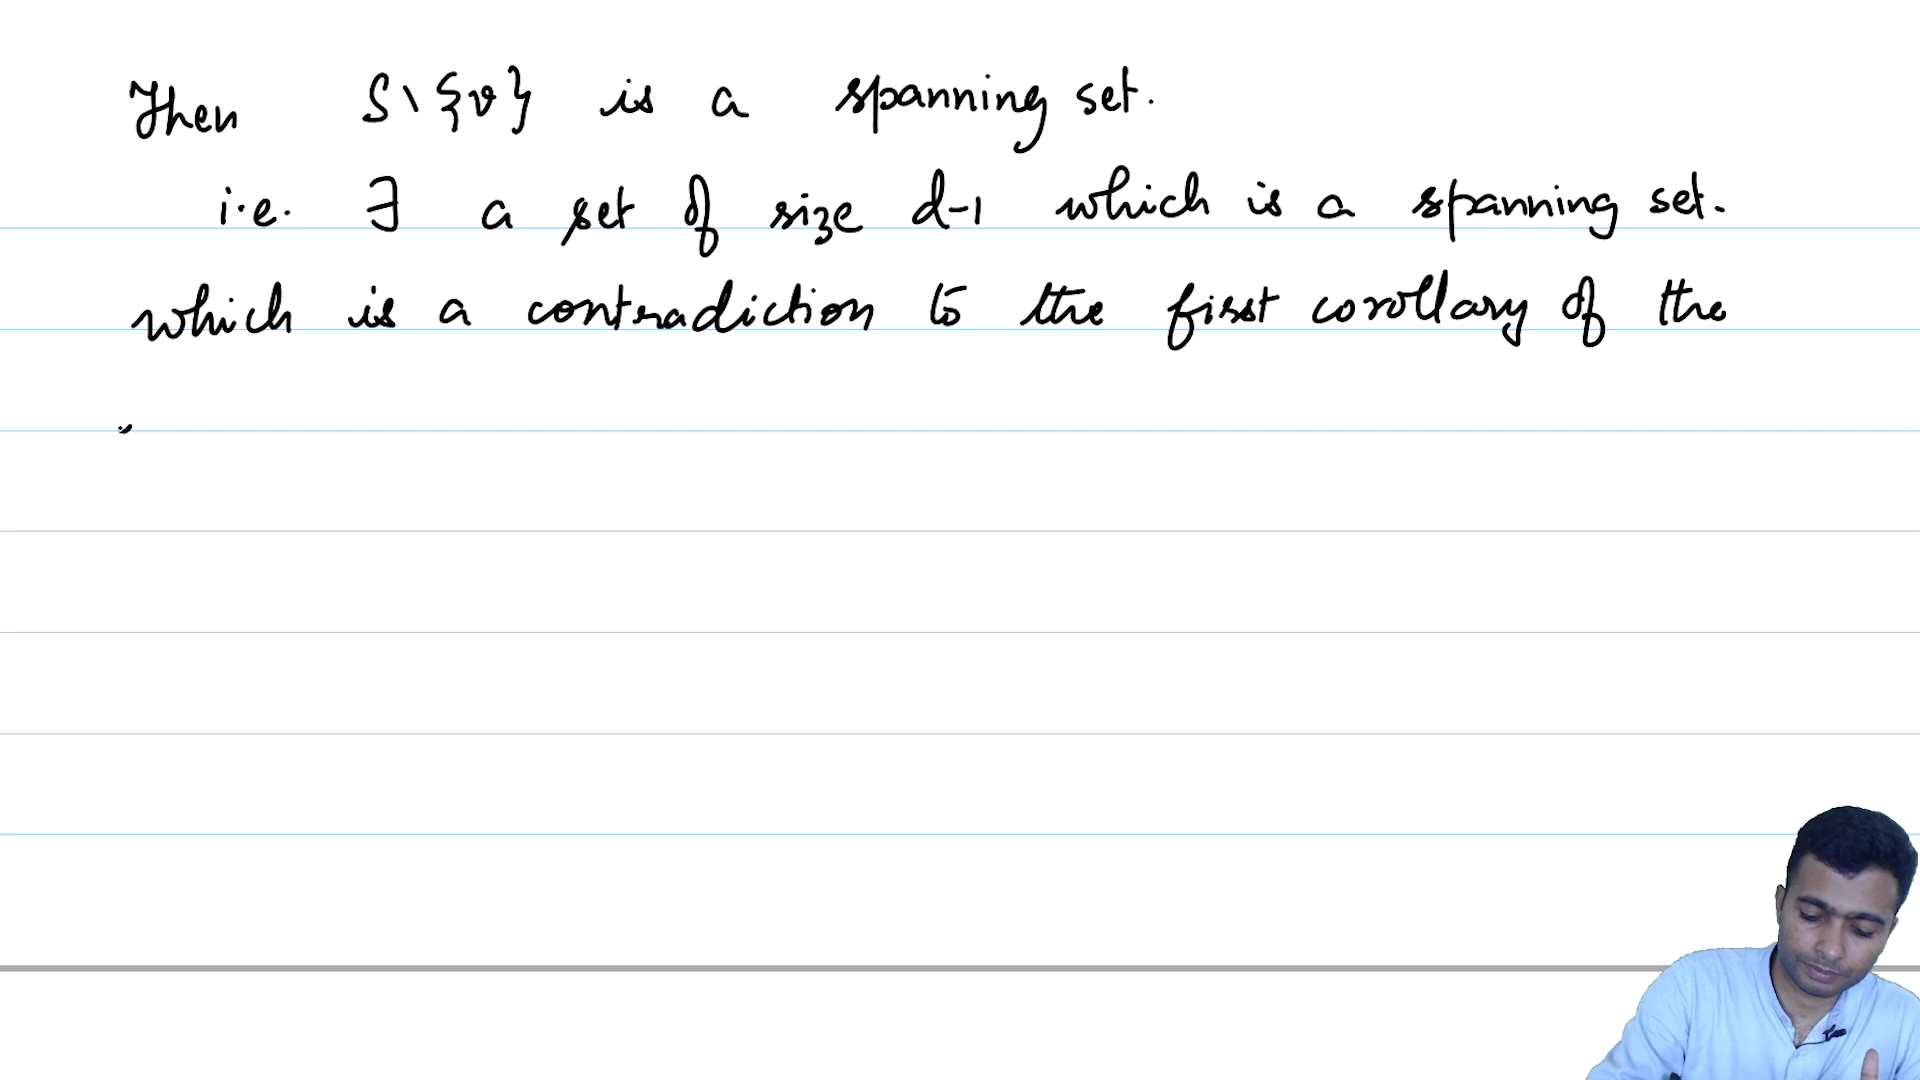 Then S\{v} is a spanning set.
i.e. ∃ a set of size d-1 which is a spanning set.
which is a contradiction to the first corollary of the